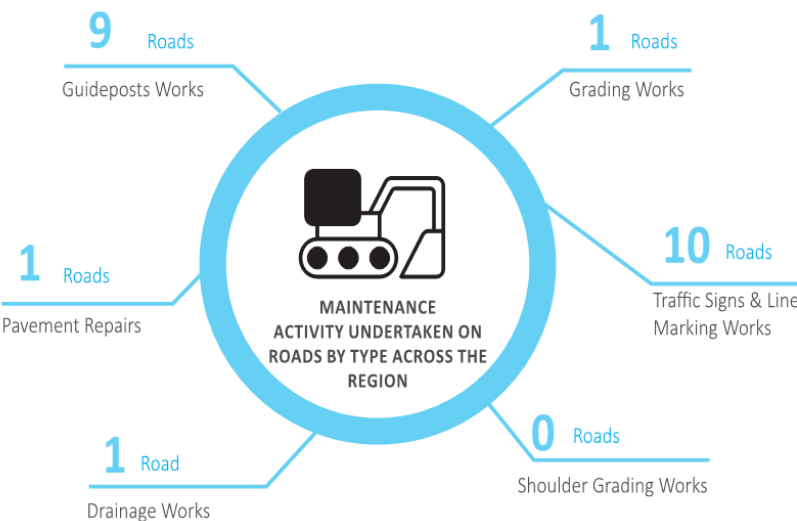 9 Roads
Guideposts Works
1 Roads
Grading Works
1 Roads
Pavement Repairs
10 Roads
Traffic Signs & Line
Marking Works
MAINTENANCE
ACTIVITY UNDERTAKEN ON
ROADS BY TYPE ACROSS THE
REGION
1 Road
Drainage Works
0 Roads
Shoulder Grading Works